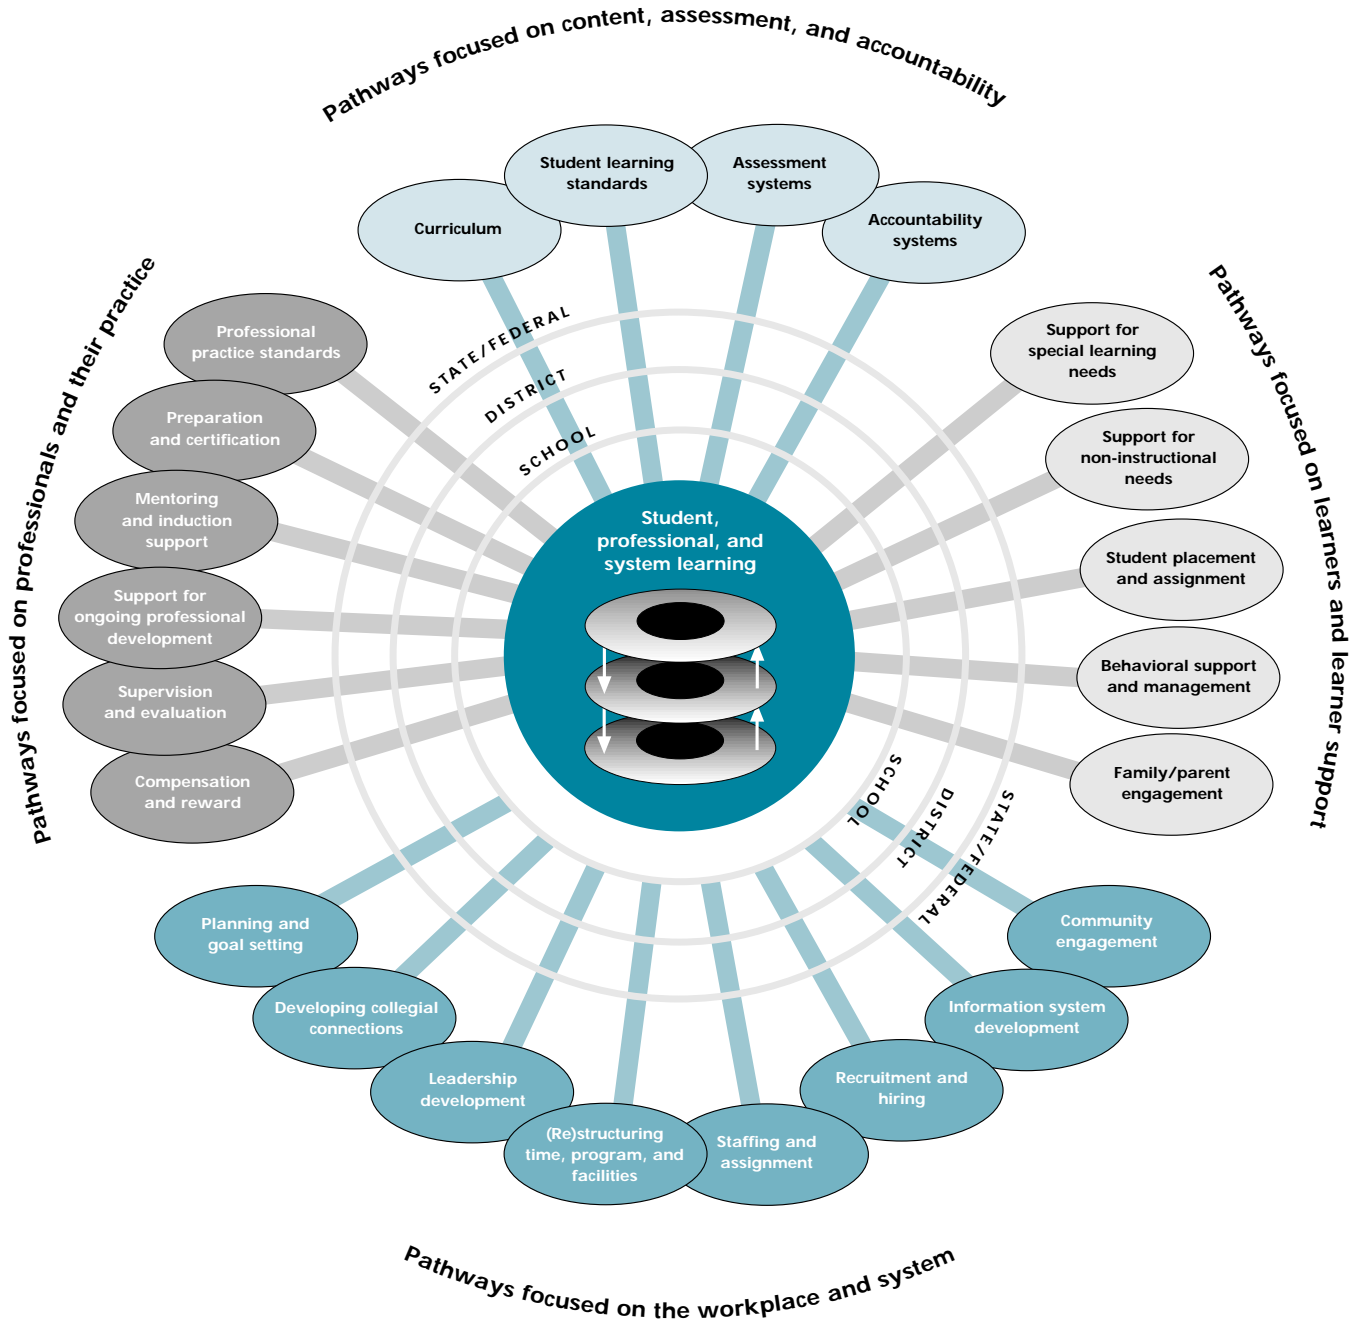 Pathways focused on content, assessment, and accountability
Student learning
standards
Assessment
systems
Curriculum
Accountability
systems
Pathways focused on professionals and their practice
Professional
practice standards
Preparation
and certification
Mentoring
and induction
support
Support for
ongoing professional
development
Supervision
and evaluation
Compensation
and reward
STATE/FEDERAL
DISTRICT
SCHOOL
Student,
professional, and
system learning
Pathways focused on learners and learner support
Support for
special learning
needs
Support for
non-instructional
needs
Student placement
and assignment
Behavioral support
and management
Family/parent
engagement
SCHOOL
DISTRICT
STATE/FEDERAL
Planning and
goal setting
Developing collegial
connections
Leadership
development
(Re)structuring
time, program, and
facilities
Staffing and
assignment
Recruitment and
hiring
Information system
development
Community
engagement
Pathways focused on the workplace and system